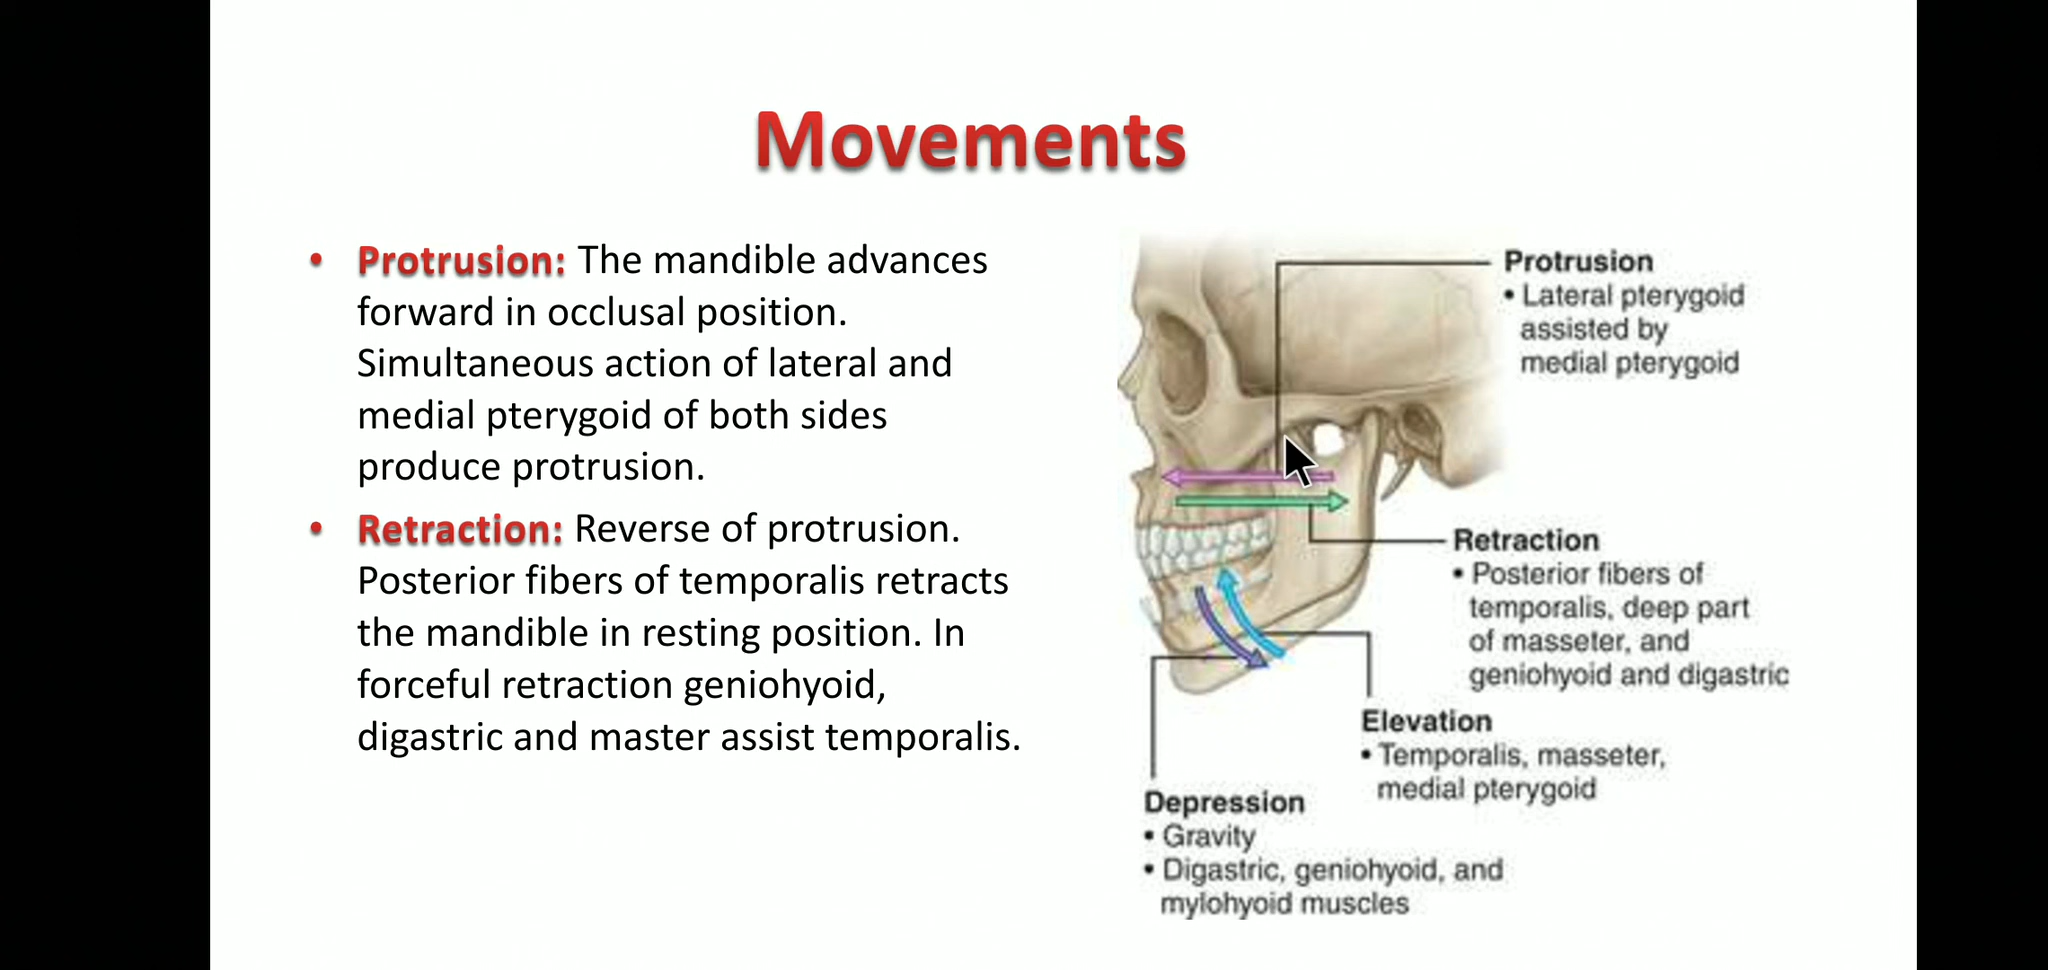 Movements
• Protrusion: The mandible advances
forward in occlusal position.
Simultaneous action of lateral and
medial pterygoid of both sides
produce protrusion.
• Retraction: Reverse of protrusion.
Posterior fibers of temporalis retracts
the mandible in resting position. In
forceful retraction geniohyoid,
digastric and master assist temporalis.
Protrusion
• Lateral pterygoid
assisted by
medial pterygoid
Retraction
• Posterior fibers of
temporalis, deep part
of masseter, and
geniohyoid and digastric
Elevation
• Temporalis, masseter,
medial pterygoid
Depression
• Gravity
• Digastric, geniohyoid, and
mylohyoid muscles